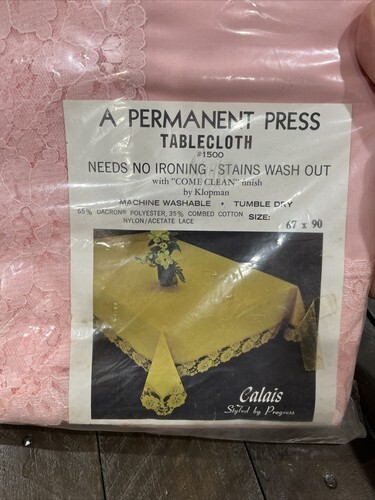 A PERMANENT PRESS
TABLECLOTH
#1500
NEEDS NO IRONING - STAINS WASH OUT
with "COME CLEAN" finish
by Klopman
MACHINE WASHABLE • TUMBLE DRY
65% DACRON® POLYESTER, 35% COMBED COTTON
NYLON/ACETATE LACE
SIZE: 67 x 90
Calais
Styled by Progress